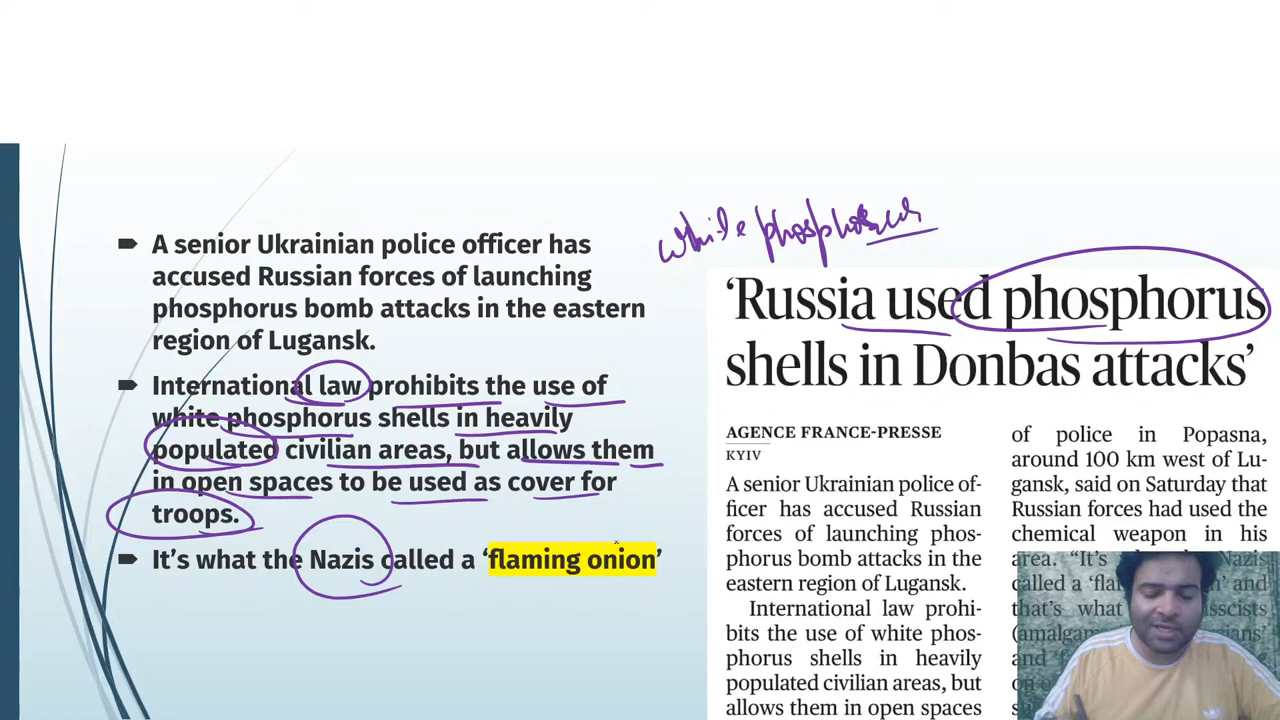 A senior Ukrainian police officer has
accused Russian forces of launching
phosphorus bomb attacks in the eastern
region of Lugansk.
International law prohibits the use of
white phosphorus shells in heavily
populated civilian areas, but allows them
in open spaces to be used as cover for
troops.
It’s what the Nazis called a ‘flaming onion’
white phosphorus
‘Russia used phosphorus
shells in Donbas attacks’
AGENCE FRANCE-PRESSE
KYIV
A senior Ukrainian police of-
ficer has accused Russian
forces of launching phos-
phorus bomb attacks in the
eastern region of Lugansk.
International law prohi-
bits the use of white phos-
phorus shells in heavily
populated civilian areas, but
allows them in open spaces
of police in Popasna,
around 100 km west of Lu-
gansk, said on Saturday that
Russian forces had used the
chemical weapon in his
area. “It’s
called a and
that’s what
(amalgam
and